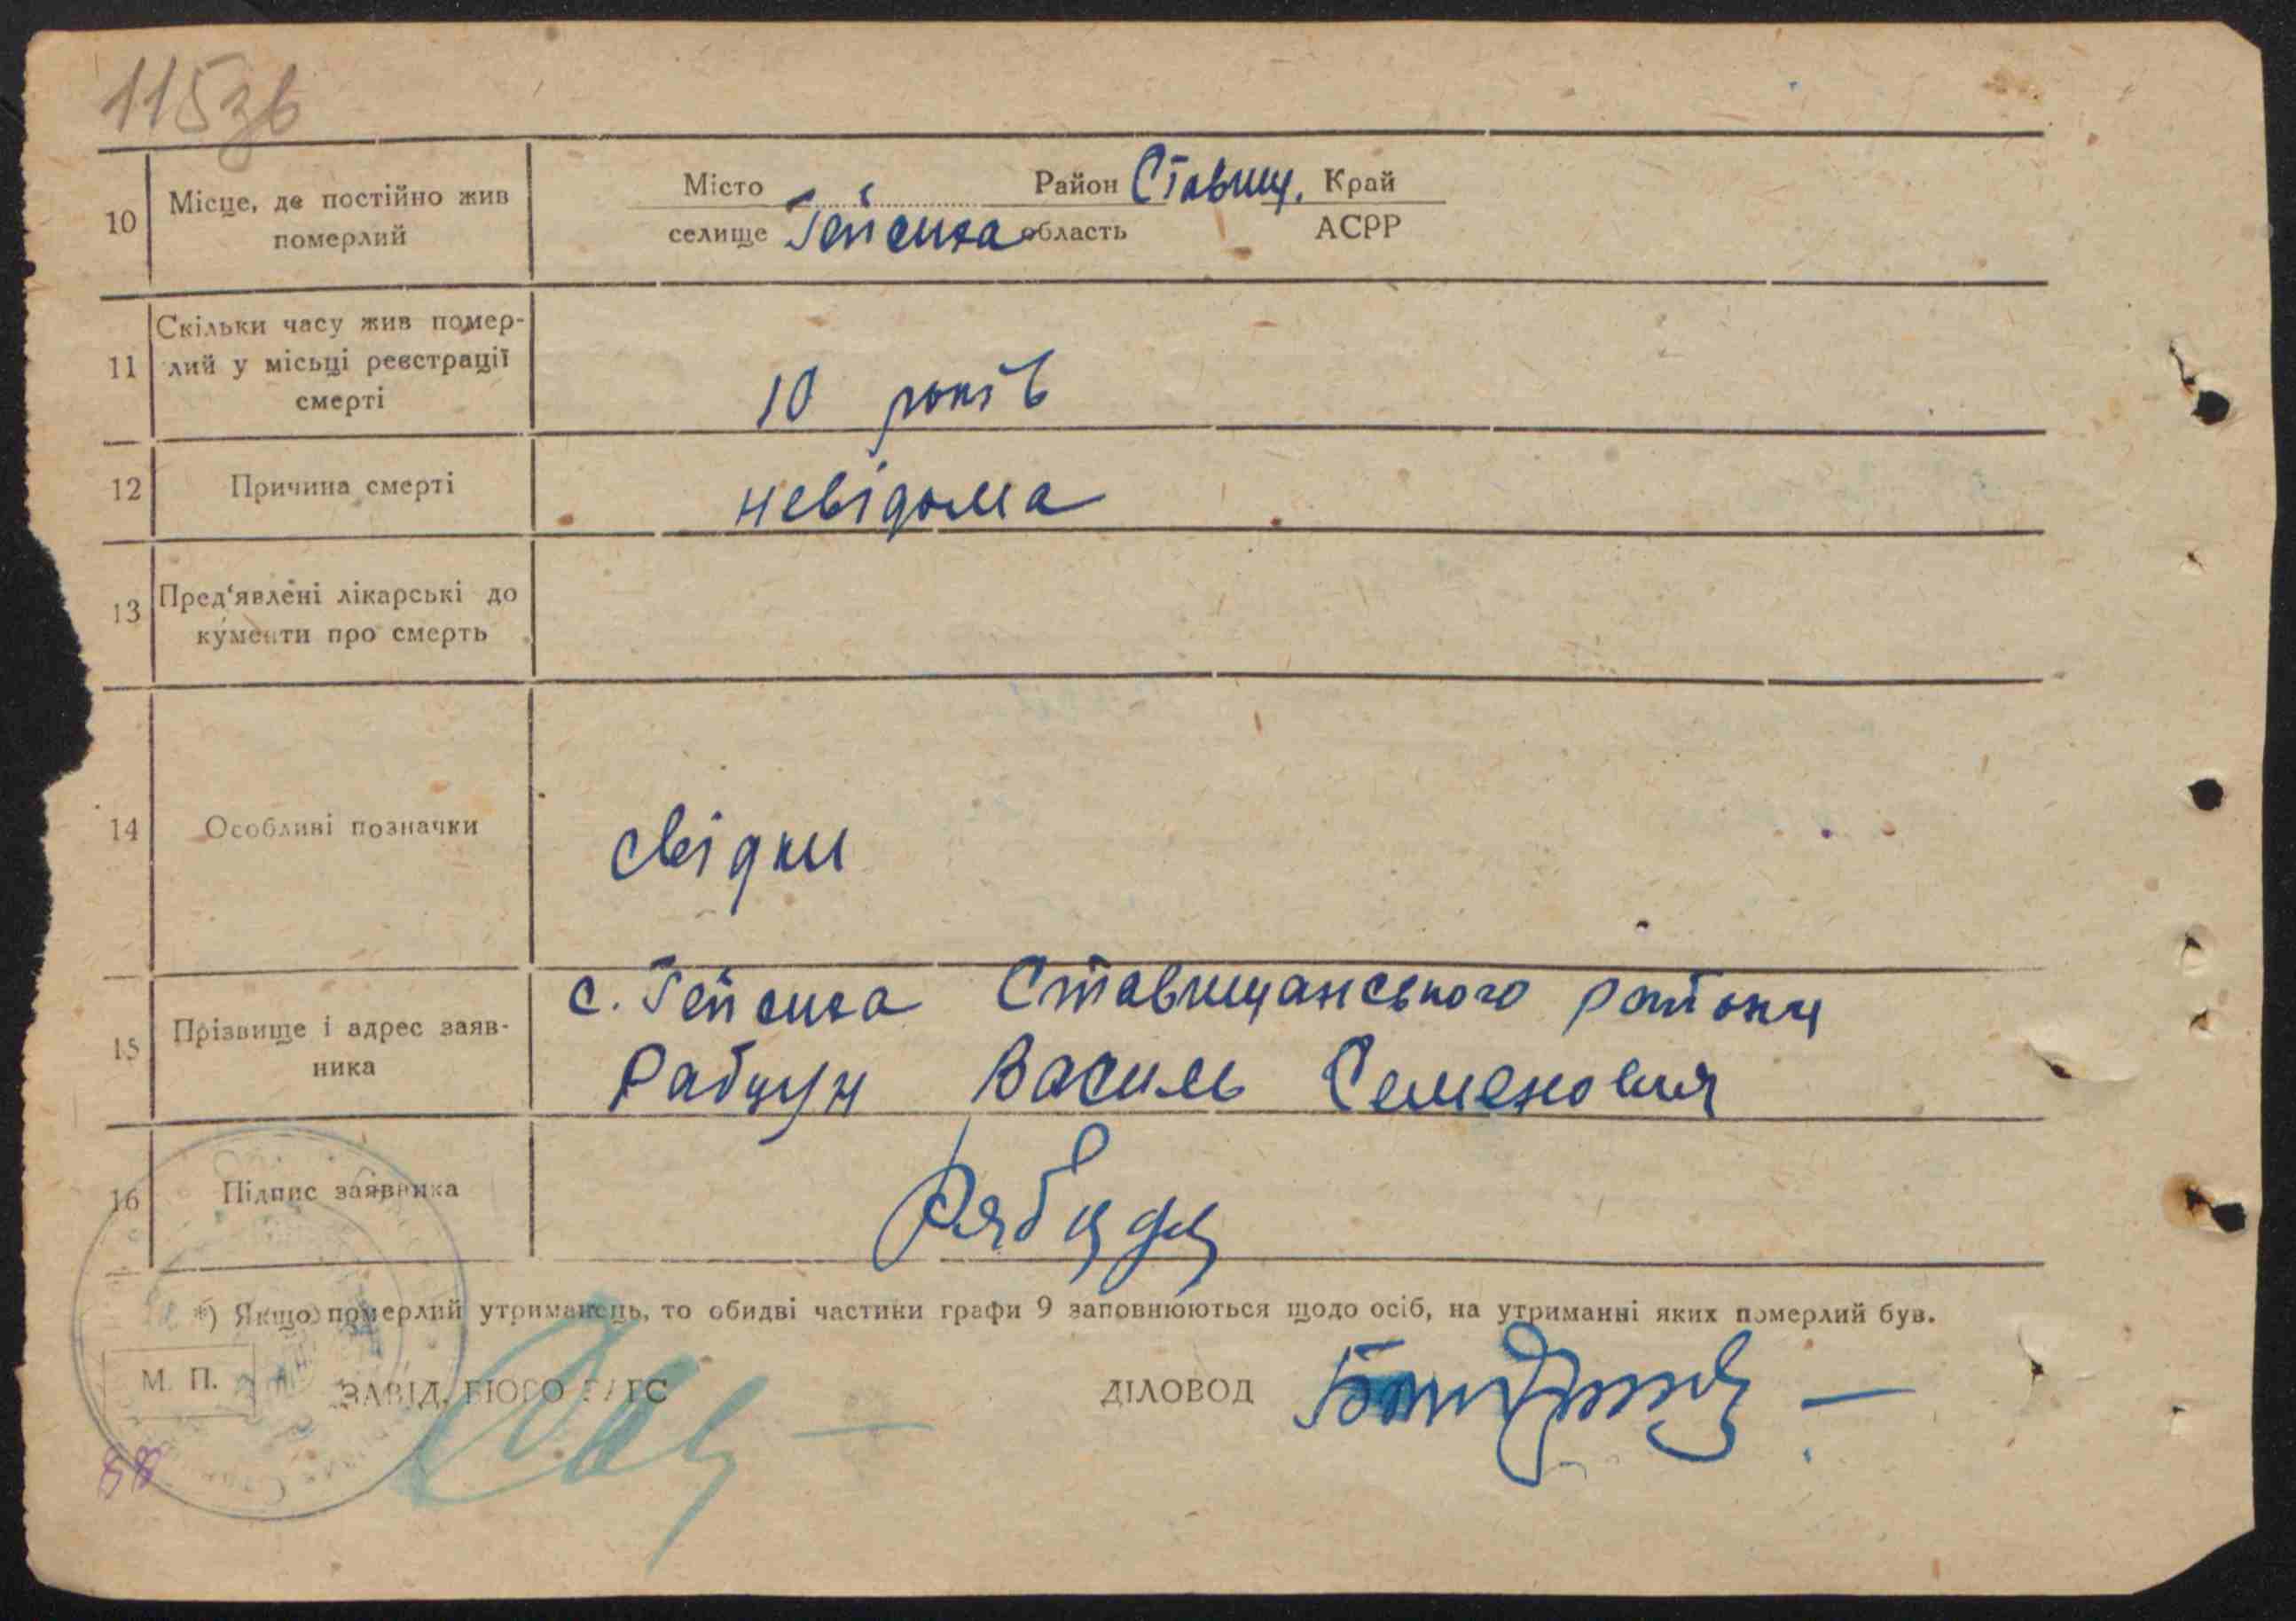 115зв
10 Місце, де постійно жив померлий
Місто Район Ставищ. Край
селище Гейсиха область АСРР
11 Скільки часу жив помер-
лий у місьці реєстрації
смерті
10 років
12 Причина смерті невідома
13 Пред'явлені лікарські до
кументи про смерть
14 Особливі позначки свідки
с. Гейсиха Ставищанського району
15 Прізвище і адрес заяв-
ника
Рабцун Василь Семенович
16 Підпис заявника Рябцун
*) Якщо померлий утриманець, то обидві частини графи 9 заповнюються щодо осіб, на утриманні яких померлий був.
М. П. ЗАВІД. БЮРО ЗАГС ДІЛОВОД
88